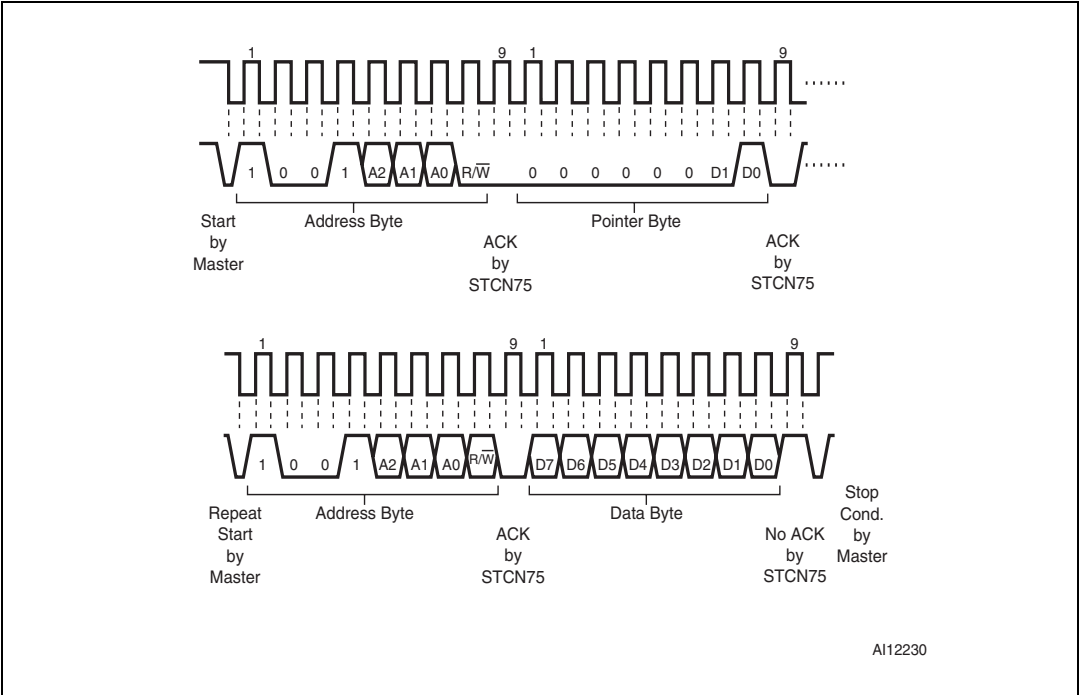 1 9 1 9
1 0 0 1 A2 A1 A0 R/W̅ 0 0 0 0 0 0 D1 D0
Address Byte Pointer Byte
Start
by
Master
ACK
by
STCN75
ACK
by
STCN75
1 9 1 9
1 0 0 1 A2 A1 A0 R/W̅ D7 D6 D5 D4 D3 D2 D1 D0
Address Byte Data Byte
Repeat
Start
by
Master
ACK
by
STCN75
No ACK
by
STCN75
Stop
Cond.
by
Master
AI12230